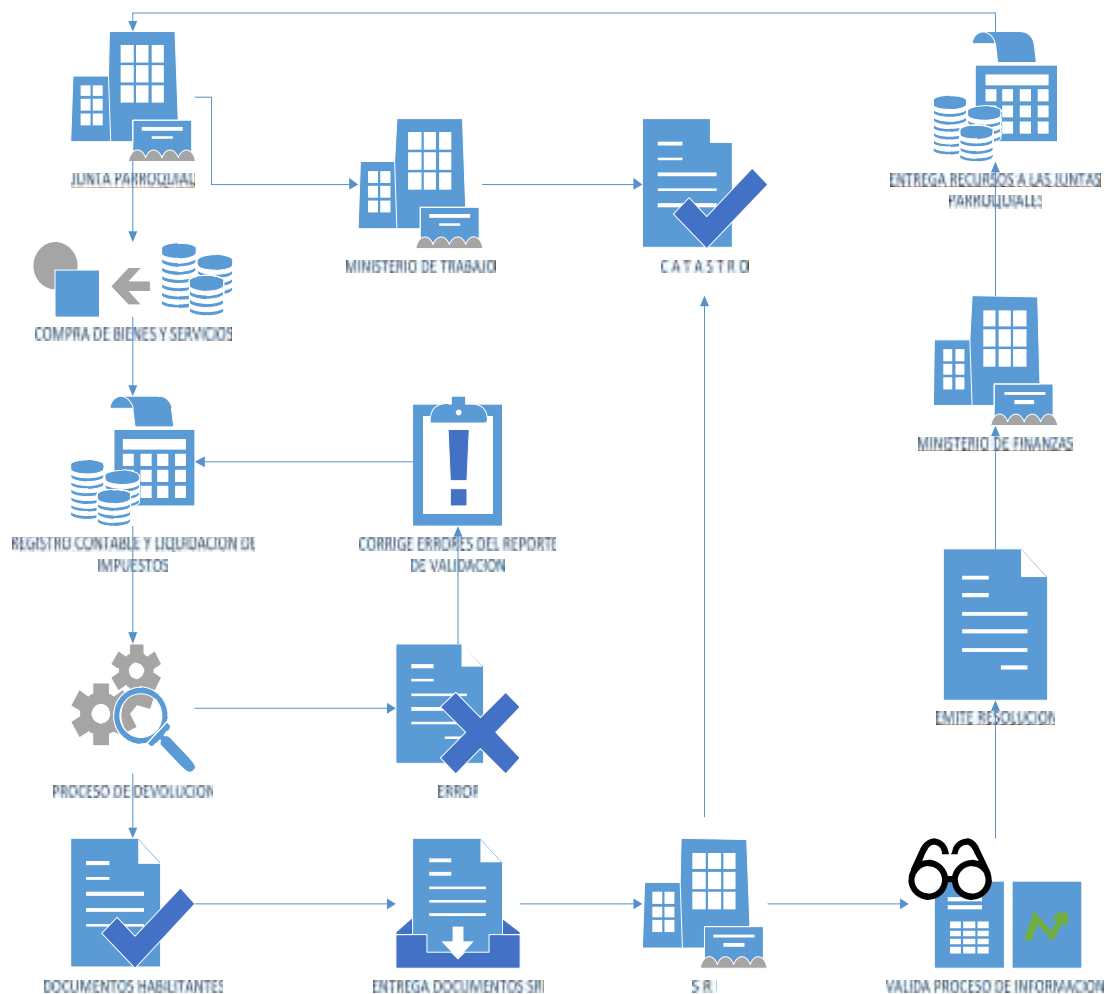 JUNTA PARROQUIAL
ENTREGA RECURSOS A LAS JUNTAS
PARROQUIALES
MINISTERIO DE TRABAJO
CATASTRO
COMPRA DE BIENES Y SERVICIOS
MINISTERIO DE FINANZAS
REGISTRO CONTABLE Y LIQUIDACION DE
IMPUESTOS
CORRIGE ERRORES DEL REPORTE
DE VALIDACION
EMITE RESOLUCION
PROCESO DE DEVOLUCION
ERROR
DOCUMENTOS HABILITANTES
ENTREGA DOCUMENTOS SRI
S R I
VALIDA PROCESO DE INFORMACION